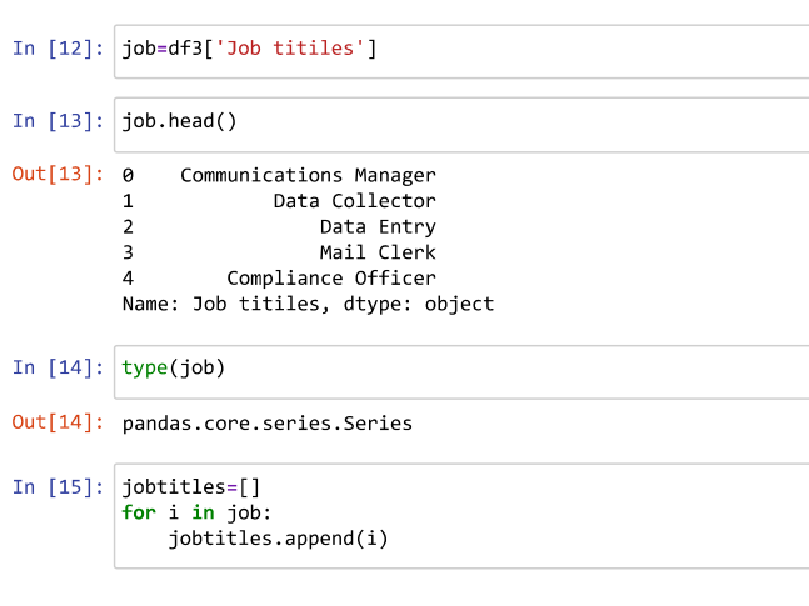 In [12]: job=df3['Job titiles']
In [13]: job.head()
Out[13]: 0    Communications Manager
1            Data Collector
2                Data Entry
3                Mail Clerk
4        Compliance Officer
Name: Job titiles, dtype: object
In [14]: type(job)
Out[14]: pandas.core.series.Series
In [15]: jobtitles=[]
for i in job:
    jobtitles.append(i)